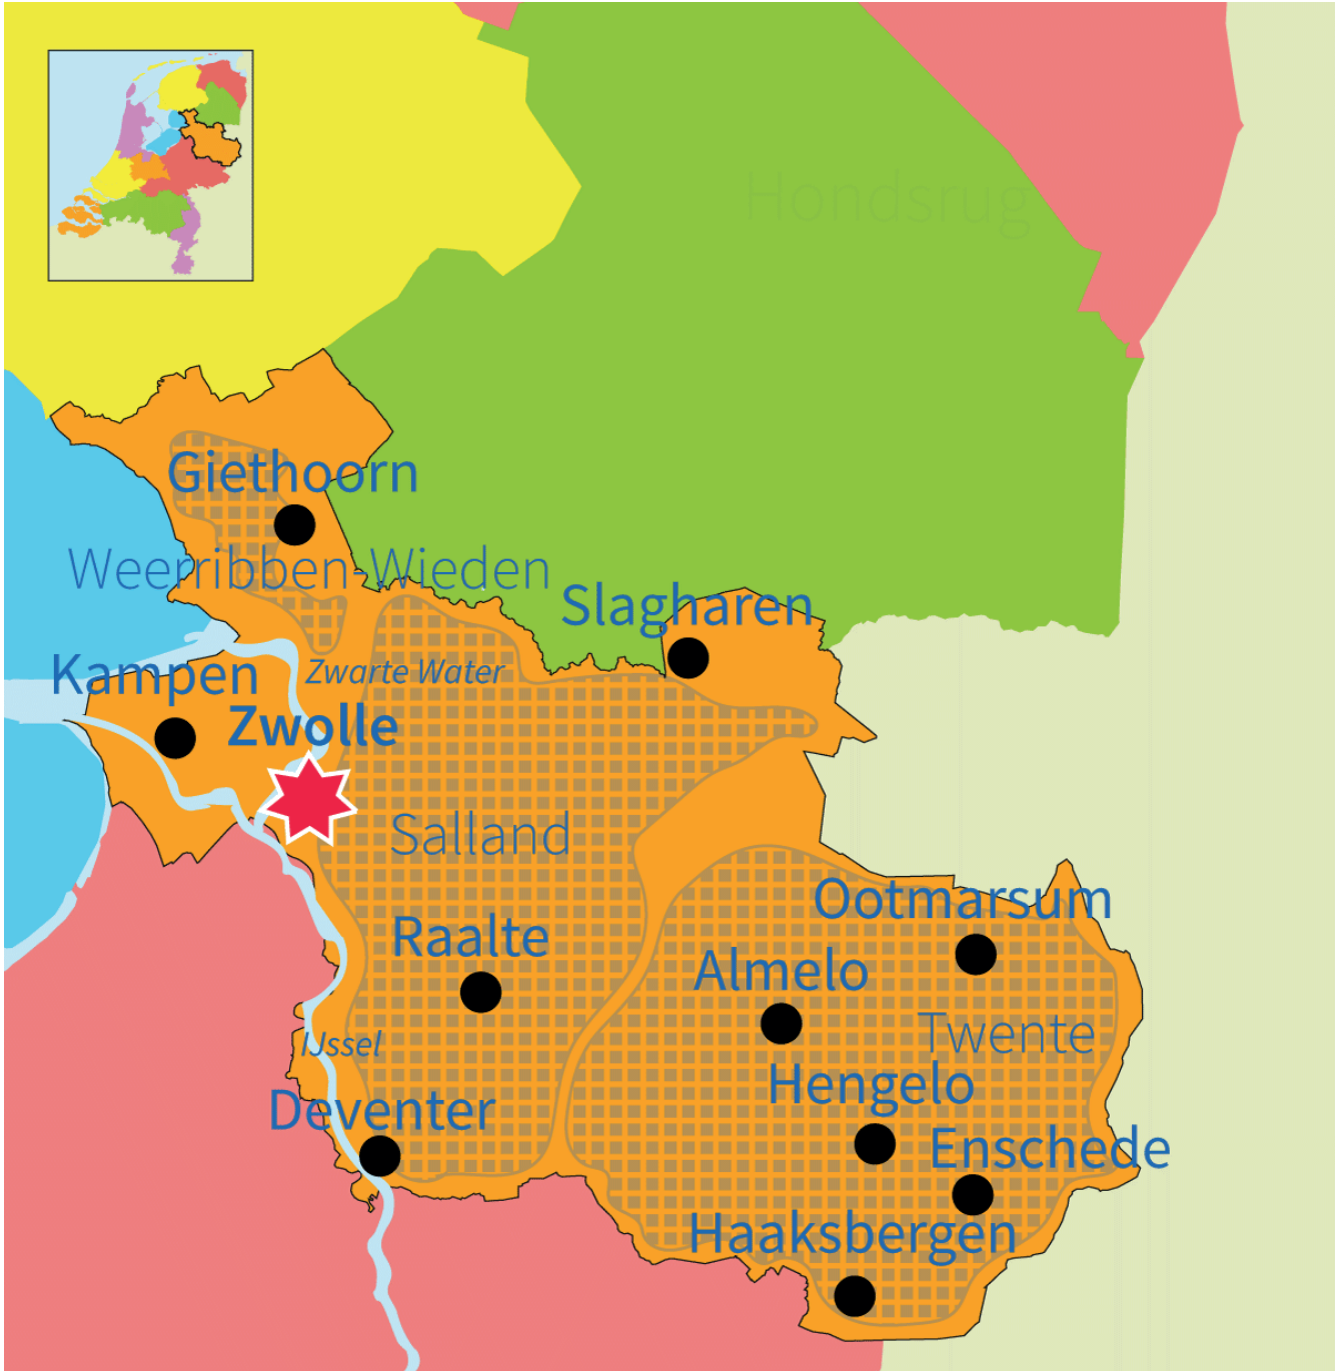 Hondsrug
Giethoorn
Weerribben-Wieden
Slagharen
Kampen
Zwarte Water
Zwolle
Salland
Ootmarsum
Raalte
Almelo
Twente
IJssel
Hengelo
Deventer
Enschede
Haaksbergen